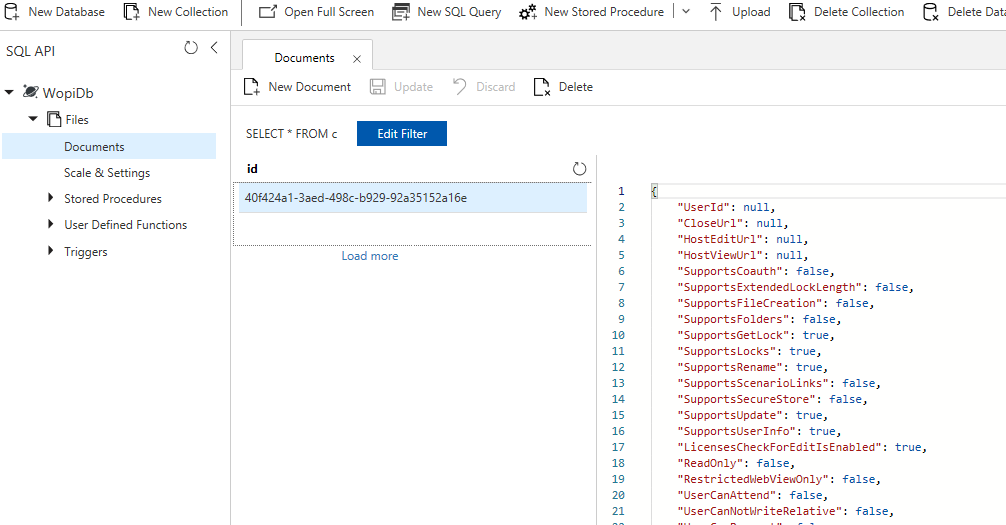 New Database New Collection Open Full Screen New SQL Query New Stored Procedure Upload Delete Collection Delete Data
SQL API
Documents
WopiDb
Files
Documents
Scale & Settings
Stored Procedures
User Defined Functions
Triggers
New Document Update Discard Delete
SELECT * FROM c Edit Filter
id
40f424a1-3aed-498c-b929-92a35152a16e
Load more
1 {
2 "UserId": null,
3 "CloseUrl": null,
4 "HostEditUrl": null,
5 "HostViewUrl": null,
6 "SupportsCoauth": false,
7 "SupportsExtendedLockLength": false,
8 "SupportsFileCreation": false,
9 "SupportsFolders": false,
10 "SupportsGetLock": true,
11 "SupportsLocks": true,
12 "SupportsRename": true,
13 "SupportsScenarioLinks": false,
14 "SupportsSecureStore": false,
15 "SupportsUpdate": true,
16 "SupportsUserInfo": true,
17 "LicensesCheckForEditIsEnabled": true,
18 "ReadOnly": false,
19 "RestrictedWebViewOnly": false,
20 "UserCanAttend": false,
21 "UserCanNotWriteRelative": false,